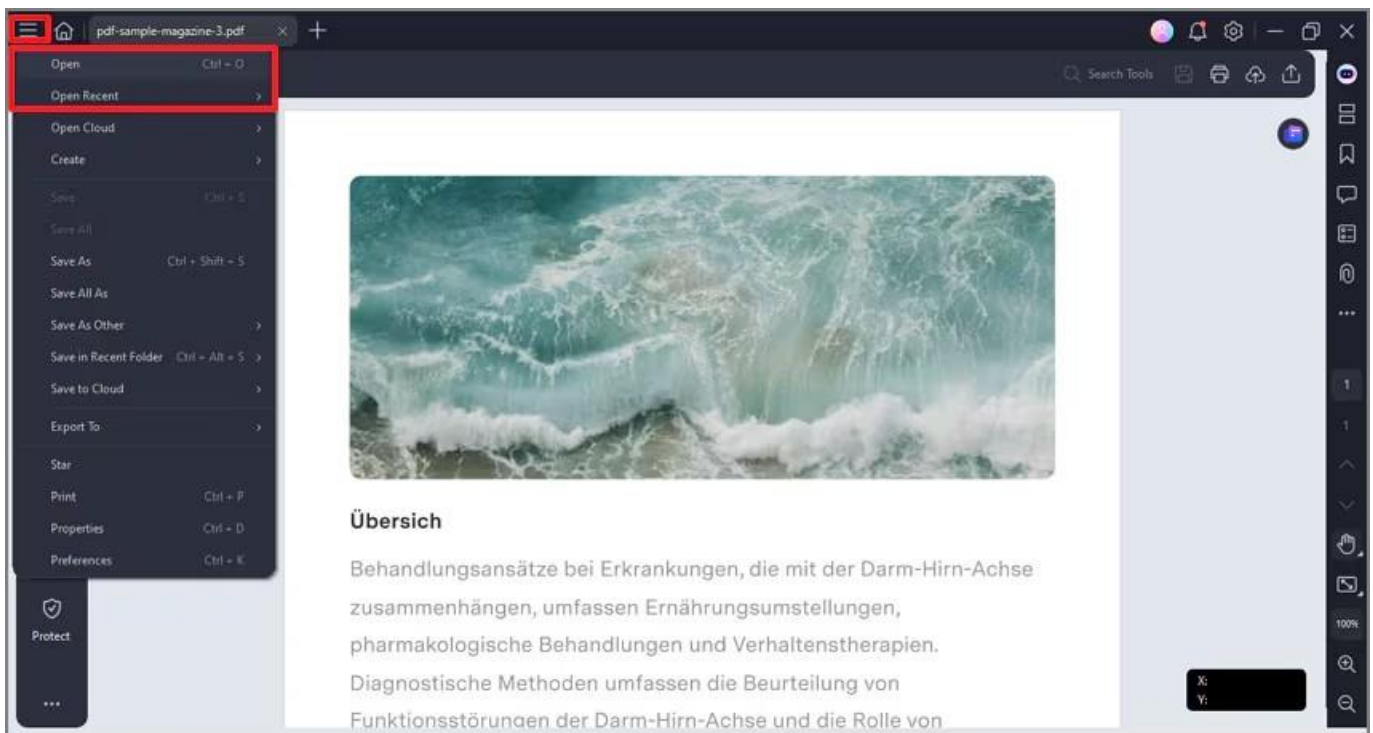 pdf-sample-magazine-3.pdf
Open Ctrl + O
Open Recent
Open Cloud
Create
Save Ctrl + S
Save All
Save As Ctrl + Shift + S
Save All As
Save As Other
Save in Recent Folder Ctrl + Alt + S
Save to Cloud
Export To
Star
Print Ctrl + P
Properties Ctrl + D
Preferences Ctrl + K
Protect
Search Tools
Übersich
Behandlungsansätze bei Erkrankungen, die mit der Darm-Hirn-Achse
zusammenhängen, umfassen Ernährungsumstellungen,
pharmakologische Behandlungen und Verhaltenstherapien.
Diagnostische Methoden umfassen die Beurteilung von
Funktionsstörungen der Darm-Hirn-Achse und die Rolle von
1
1
100%
X:
Y: